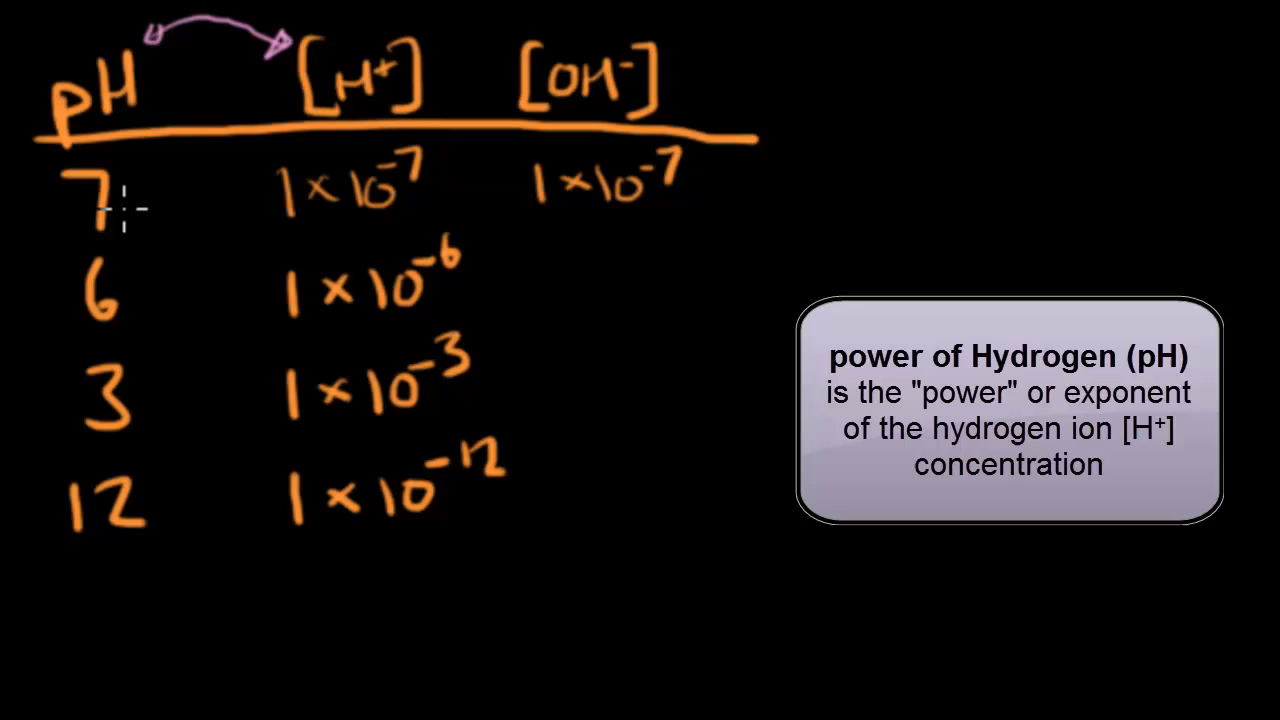 pH [H⁺] [OH⁻]
7 1 × 10⁻⁷ 1 × 10⁻⁷
6 1 × 10⁻⁶
3 1 × 10⁻³
12 1 × 10⁻¹²
power of Hydrogen (pH)
is the "power" or exponent
of the hydrogen ion [H⁺]
concentration